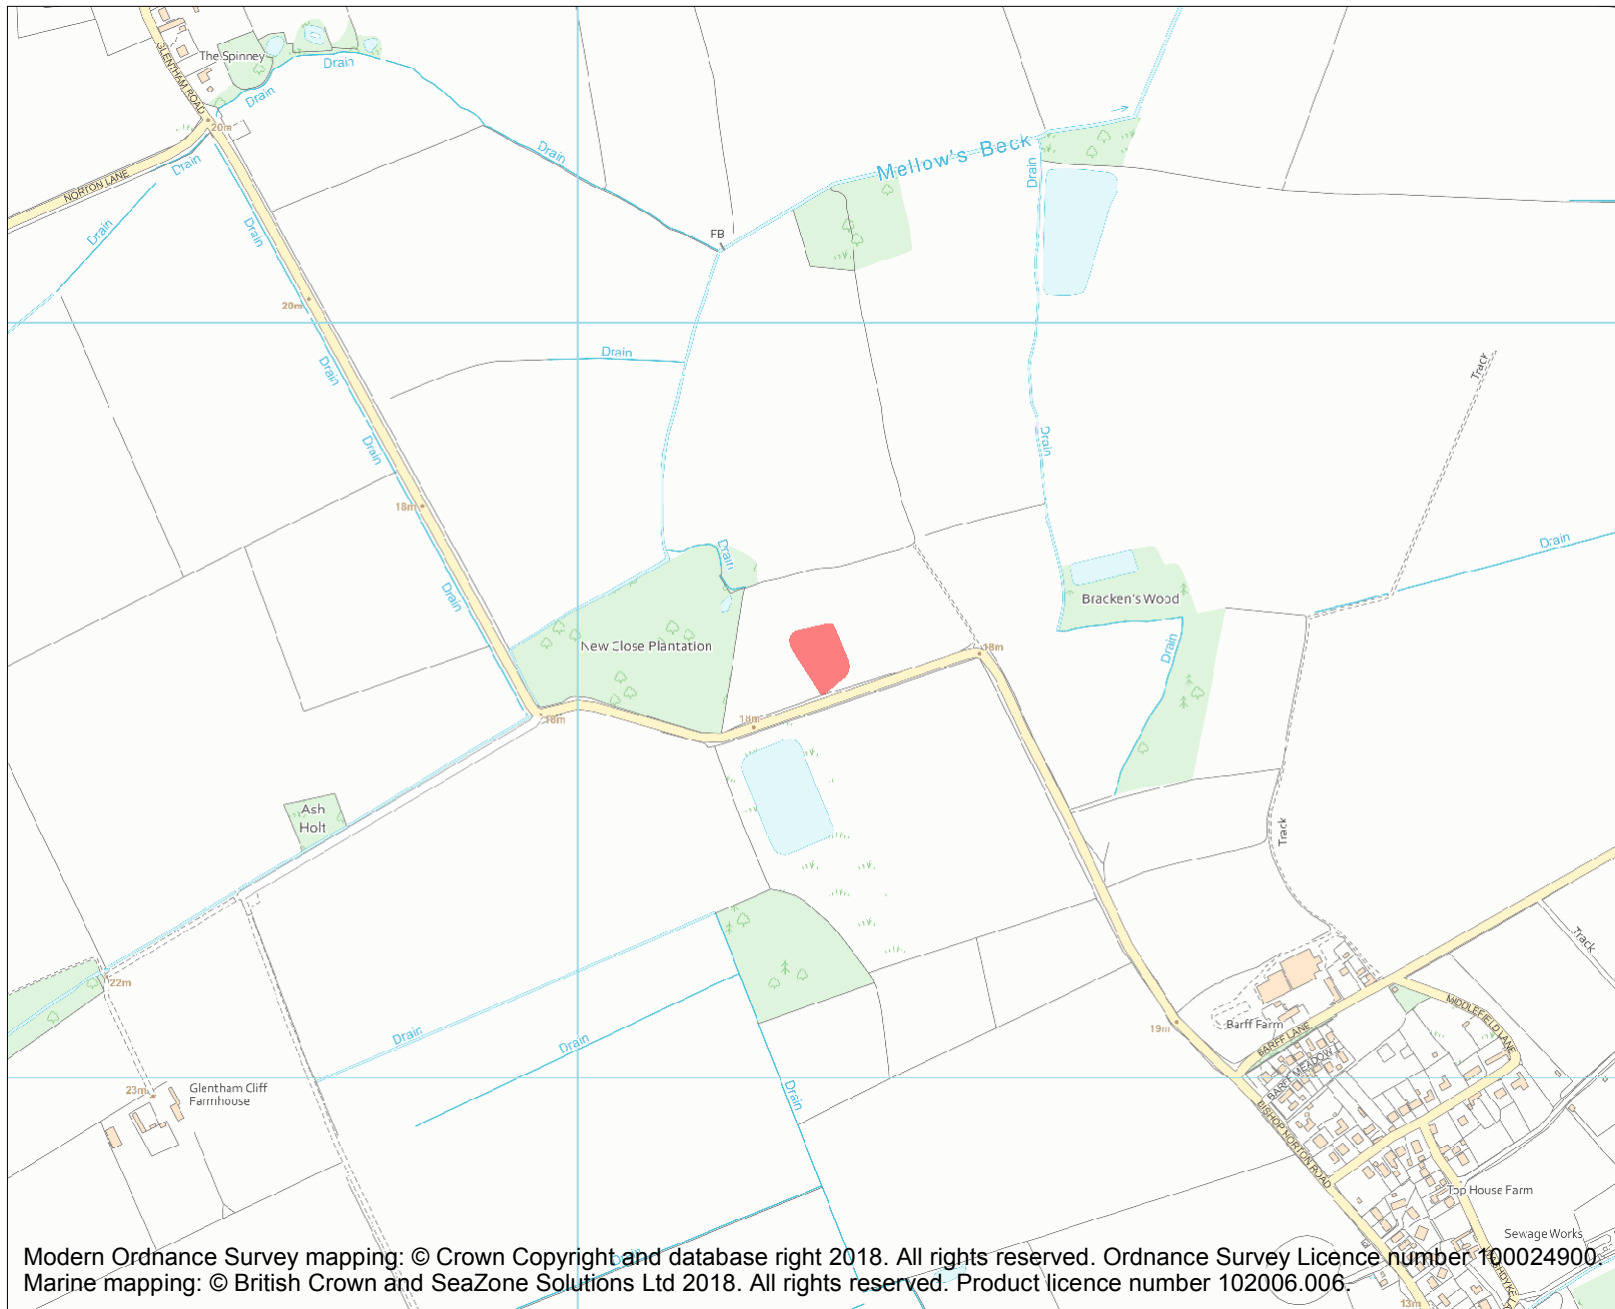 The Spinney
GLENTHAM ROAD
Drain
Drain
20m
Drain
NORTON LANE
Drain
Drain
Drain
Mellow's Beck
Drain
FB
20m
Drain
Drain
Track
Drain
Drain
18m
Drain
Drain
Drain
Bracken's Wood
New Close Plantation
18m
Drain
18m
18m
Ash
Holt
Track
Track
22m
Drain
Drain
19m
Barff Farm
BARFF LANE
MIDDLEFIELD LANE
BARFF MEADOW
23m
Glentham Cliff
Farmhouse
Drain
BISHOP NORTON ROAD
Top House Farm
Sewage Works
Drain
Modern Ordnance Survey mapping: © Crown Copyright and database right 2018. All rights reserved. Ordnance Survey Licence number 100024900.
Marine mapping: © British Crown and SeaZone Solutions Ltd 2018. All rights reserved. Product licence number 102006.006.
13m